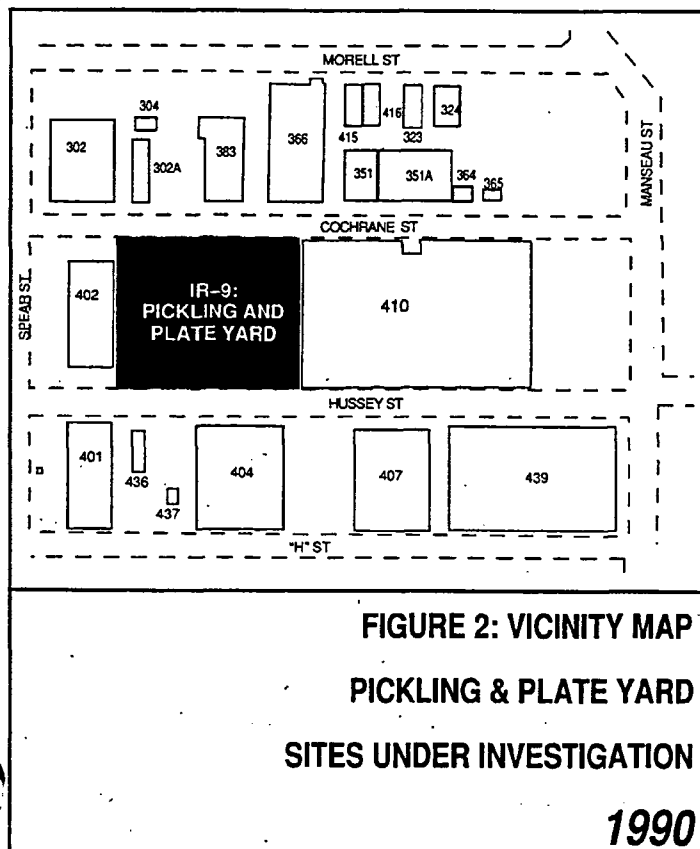 MORELL ST
MANSEAU ST
304
302
302A
383
366
415
416
323
324
351
351A
364
365
COCHRANE ST
SPEAR ST.
402
IR-9:
PICKLING AND
PLATE YARD
410
HUSSEY ST
401
436
437
404
407
439
"H" ST
FIGURE 2: VICINITY MAP
PICKLING & PLATE YARD
SITES UNDER INVESTIGATION
1990